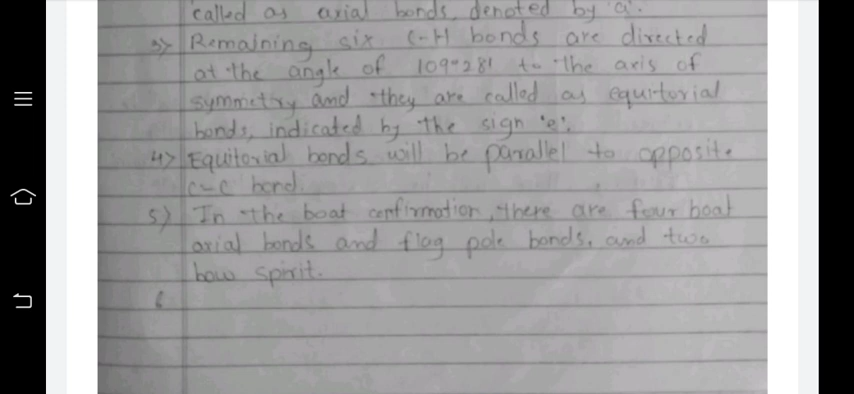 called as axial bonds, denoted by 'a'.
3> Remaining six C-H bonds are directed
at the angle of 109°28' to the axis of
symmetry and they are called as equitorial
bonds, indicated by the sign 'e'.
4> Equitorial bonds will be parallel to opposite
C-C bond.
5) In the boat confirmation, there are four boat
axial bonds and flag pole bonds, and two
bow spirit.
6